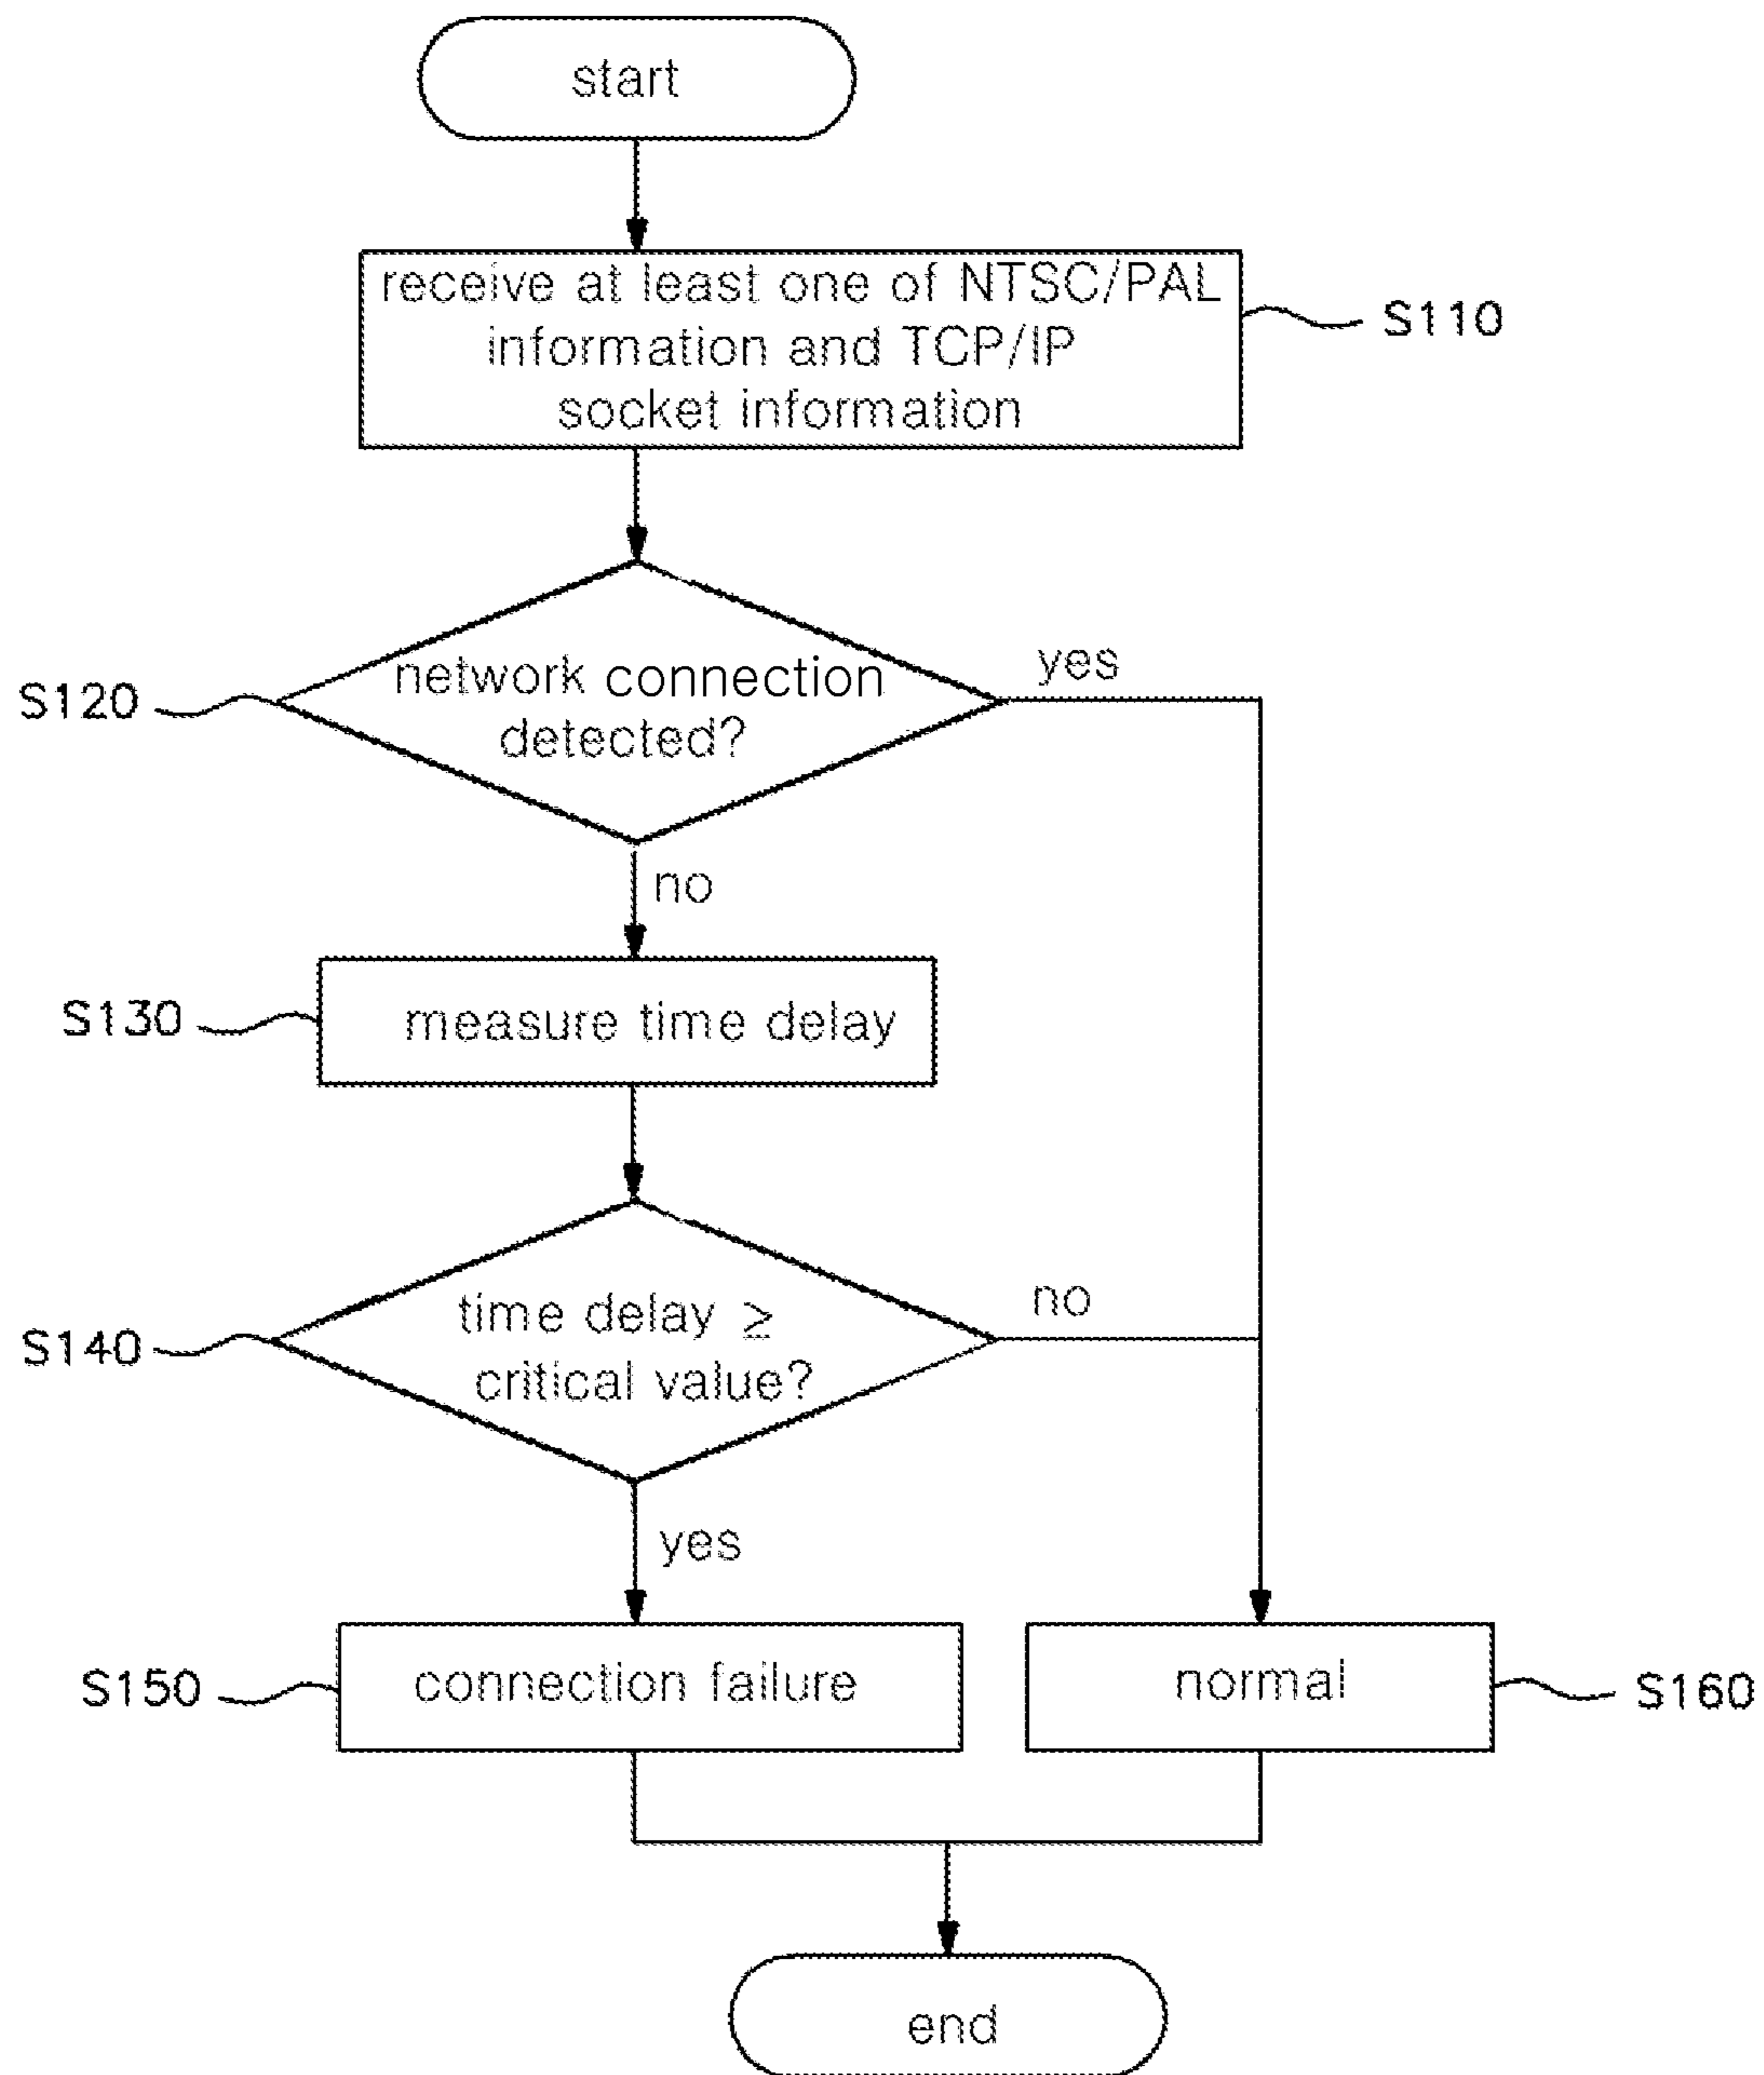 start
receive at least one of NTSC/PAL
information and TCP/IP
socket information
S110
network connection
detected?
S120
yes
no
S130
measure time delay
time delay ≥
critical value?
S140
no
yes
S150
connection failure
normal
S160
end